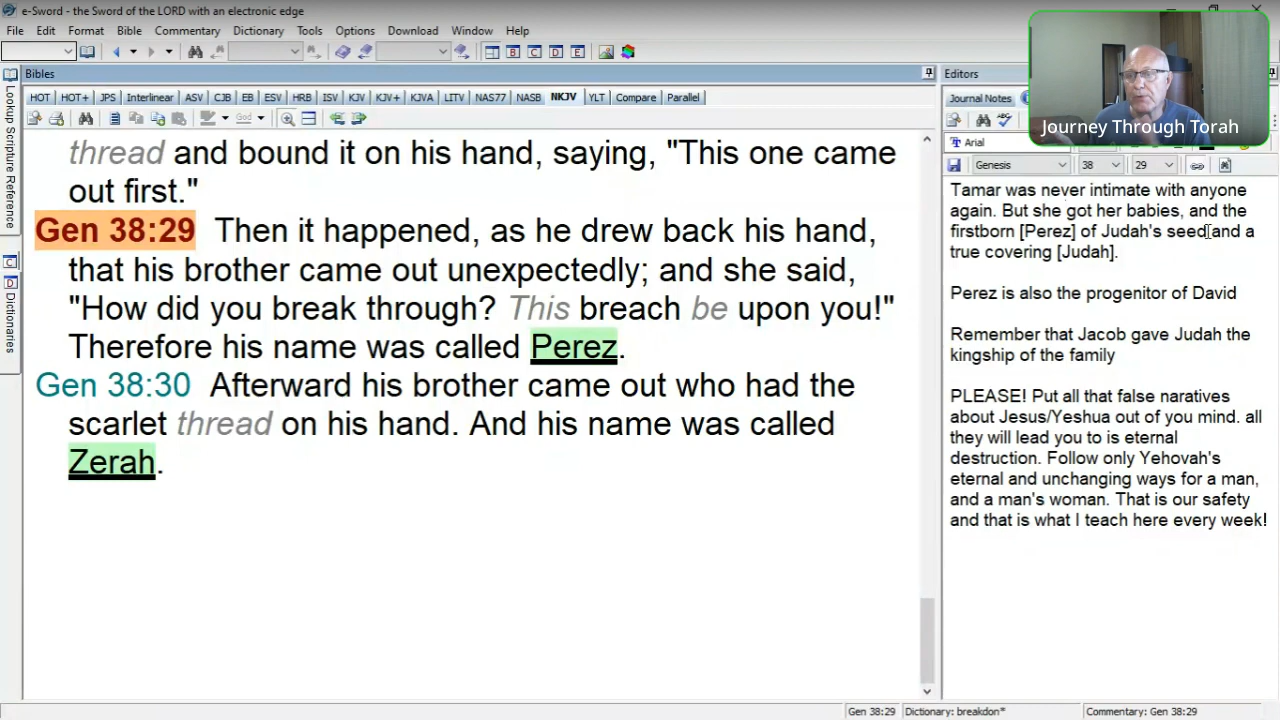 e-Sword - the Sword of the LORD with an electronic edge
File Edit Format Bible Commentary Dictionary Tools Options Download Window Help
B C D E
Bibles
HOT HOT+ JPS Interlinear ASV CJB EB ESV HRB ISV KJV KJV+ KJVA LITV NAS77 NASB NKJV YLT Compare Parallel
God
Lookup Scripture Reference
C
D Dictionaries
thread and bound it on his hand, saying, "This one came
out first."
Gen 38:29 Then it happened, as he drew back his hand,
that his brother came out unexpectedly; and she said,
"How did you break through? This breach be upon you!"
Therefore his name was called Perez.
Gen 38:30 Afterward his brother came out who had the
scarlet thread on his hand. And his name was called
Zerah.
Editors
Journal Notes
Journey Through Torah
Arial
Genesis 38 29
Tamar was never intimate with anyone
again. But she got her babies, and the
firstborn [Perez] of Judah's seed and a
true covering [Judah].
Perez is also the progenitor of David
Remember that Jacob gave Judah the
kingship of the family
PLEASE! Put all that false naratives
about Jesus/Yeshua out of you mind. all
they will lead you to is eternal
destruction. Follow only Yehovah's
eternal and unchanging ways for a man,
and a man's woman. That is our safety
and that is what I teach here every week!
Gen 38:29 Dictionary: breakdon* Commentary: Gen 38:29